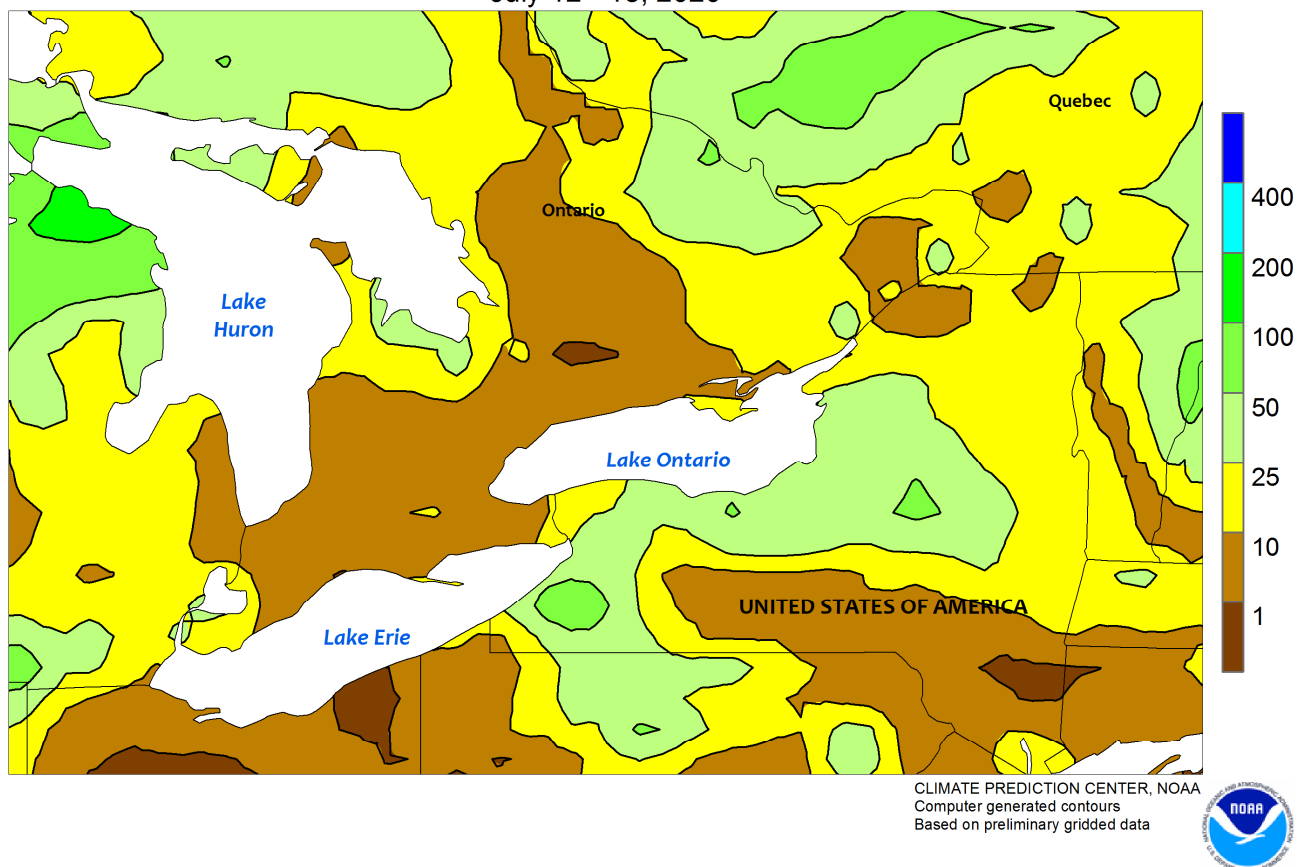 Quebec
Ontario
Lake
Huron
Lake Ontario
UNITED STATES OF AMERICA
Lake Erie
400
200
100
50
25
10
1
CLIMATE PREDICTION CENTER, NOAA
Computer generated contours
Based on preliminary gridded data
NOAA